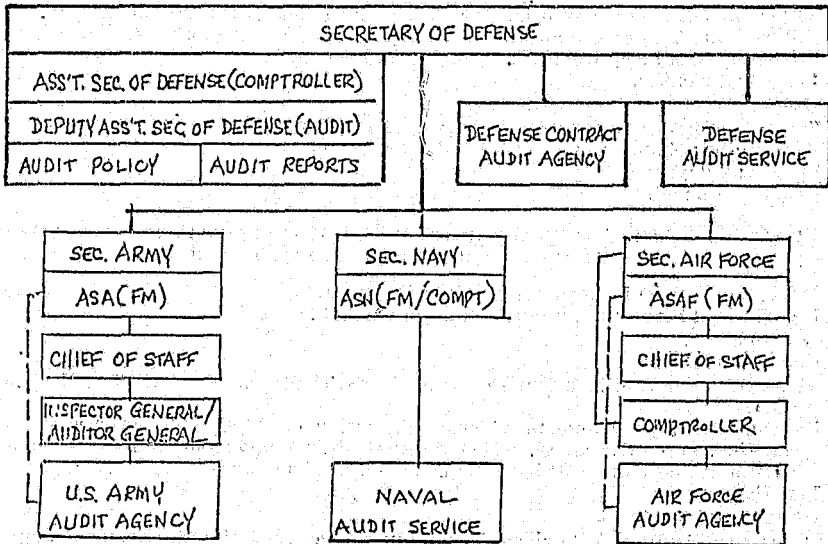 SECRETARY OF DEFENSE
ASS'T. SEC. OF DEFENSE (COMPTROLLER)
DEPUTY ASS'T. SEC. OF DEFENSE (AUDIT)
AUDIT POLICY
AUDIT REPORTS
DEFENSE CONTRACT
AUDIT AGENCY
DEFENSE
AUDIT SERVICE
SEC. ARMY
ASA (FM)
CHIEF OF STAFF
INSPECTOR GENERAL/
AUDITOR GENERAL
U.S. ARMY
AUDIT AGENCY
SEC. NAVY
ASN (FM/COMPT)
NAVAL
AUDIT SERVICE
SEC. AIR FORCE
ASAF (FM)
CHIEF OF STAFF
COMPTROLLER
AIR FORCE
AUDIT AGENCY